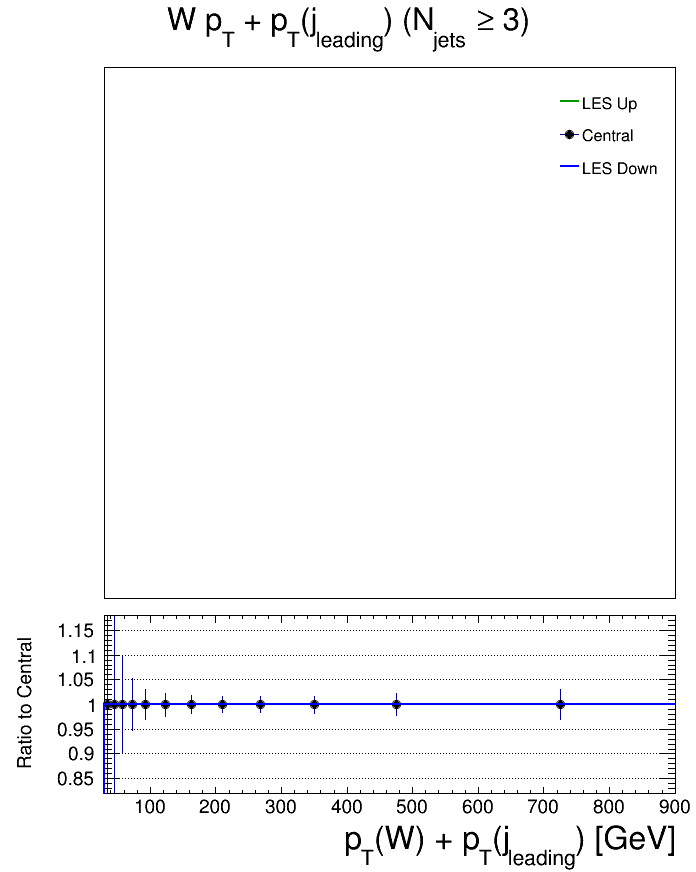 W p_T + p_T(j_leading) (N_jets ≥ 3)
LES Up
Central
LES Down
Ratio to Central
1.15
1.1
1.05
1
0.95
0.9
0.85
100 200 300 400 500 600 700 800 900
p_T(W) + p_T(j_leading) [GeV]